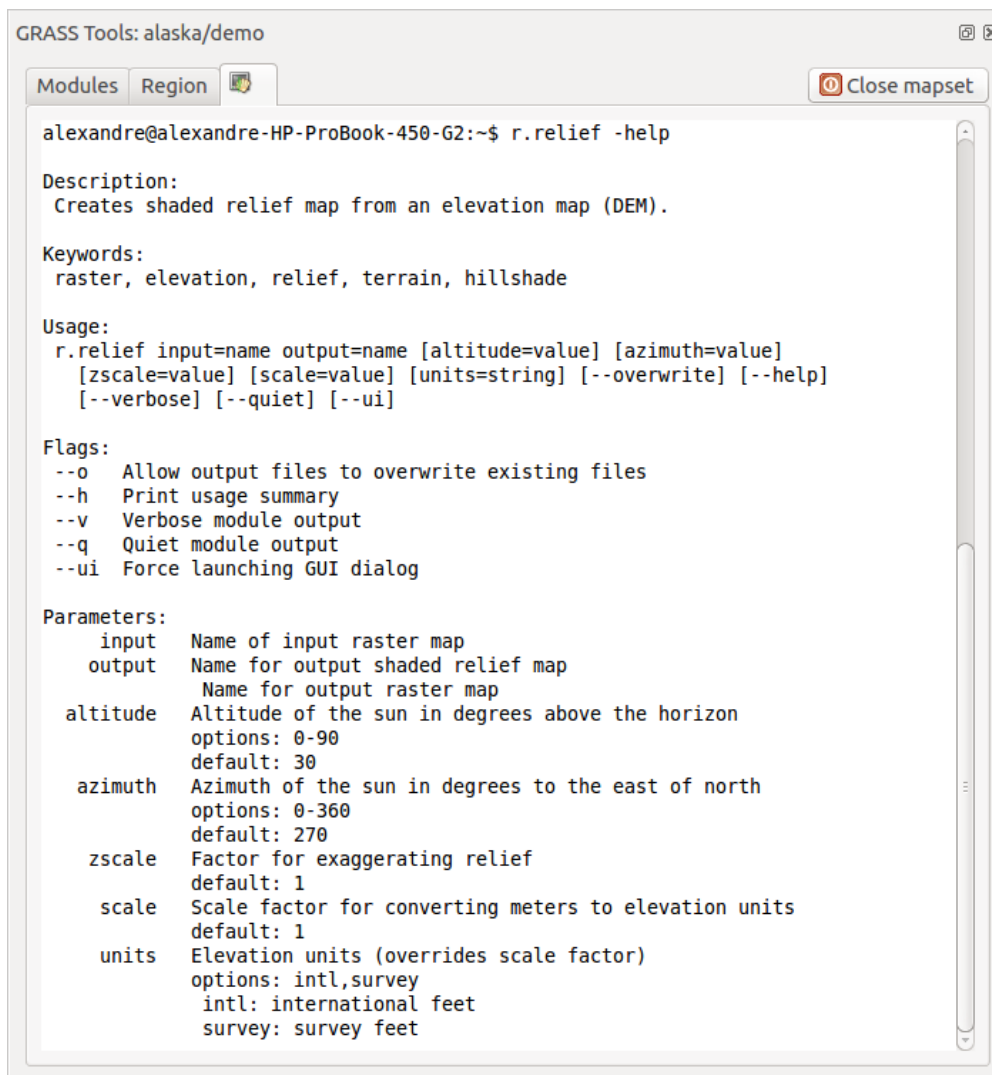 GRASS Tools: alaska/demo
Modules Region Close mapset
alexandre@alexandre-HP-ProBook-450-G2:~$ r.relief -help
Description:
Creates shaded relief map from an elevation map (DEM).
Keywords:
raster, elevation, relief, terrain, hillshade
Usage:
r.relief input=name output=name [altitude=value] [azimuth=value]
[zscale=value] [scale=value] [units=string] [--overwrite] [--help]
[--verbose] [--quiet] [--ui]
Flags:
--o Allow output files to overwrite existing files
--h Print usage summary
--v Verbose module output
--q Quiet module output
--ui Force launching GUI dialog
Parameters:
input Name of input raster map
output Name for output shaded relief map
Name for output raster map
altitude Altitude of the sun in degrees above the horizon
options: 0-90
default: 30
azimuth Azimuth of the sun in degrees to the east of north
options: 0-360
default: 270
zscale Factor for exaggerating relief
default: 1
scale Scale factor for converting meters to elevation units
default: 1
units Elevation units (overrides scale factor)
options: intl,survey
intl: international feet
survey: survey feet